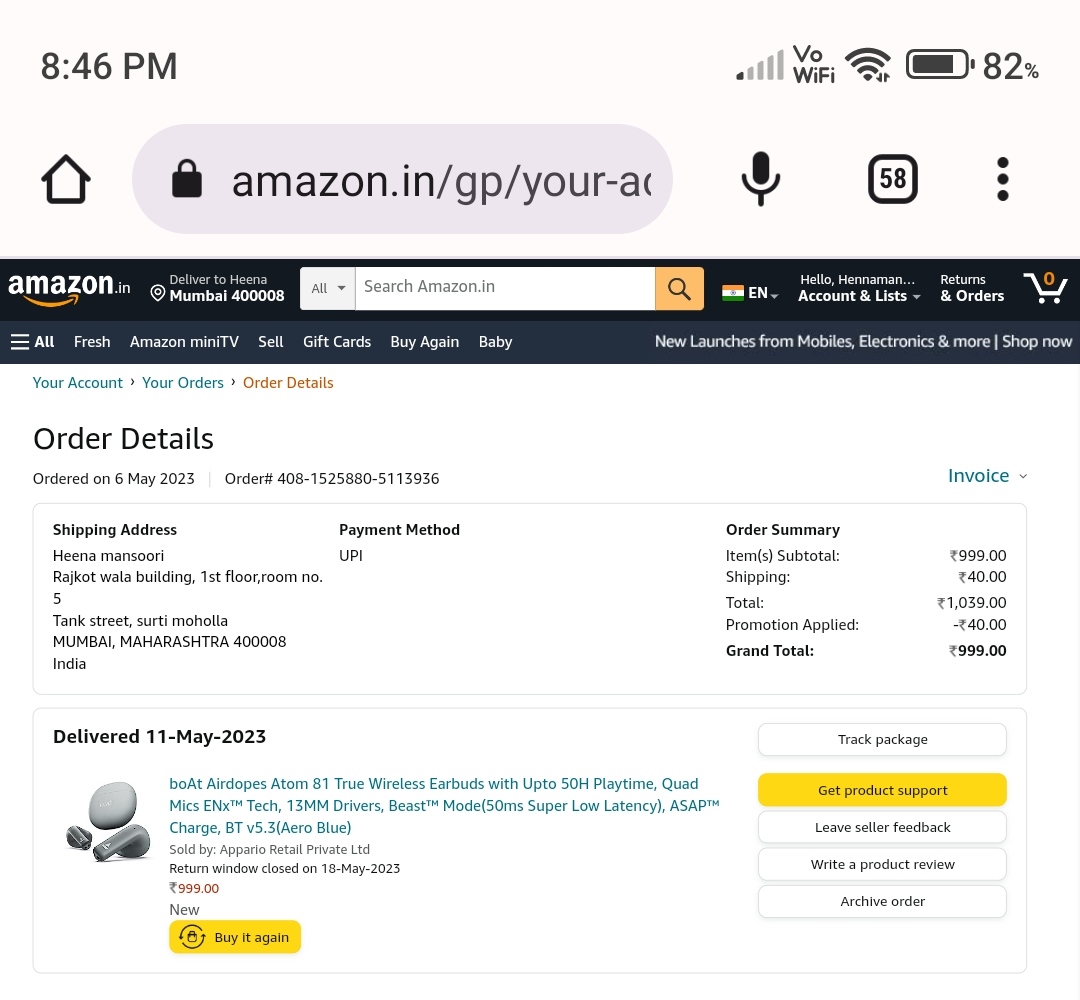 8:46 PM
Vo WiFi 82%
amazon.in/gp/your-ac
58
amazon.in
Deliver to Heena
Mumbai 400008
All
Search Amazon.in
EN
Hello, Hennaman...
Account & Lists
Returns
& Orders
0
All Fresh Amazon miniTV Sell Gift Cards Buy Again Baby
New Launches from Mobiles, Electronics & more | Shop now
Your Account › Your Orders › Order Details
Order Details
Ordered on 6 May 2023 | Order# 408-1525880-5113936
Invoice
Shipping Address
Heena mansoori
Rajkot wala building, 1st floor,room no.
5
Tank street, surti moholla
MUMBAI, MAHARASHTRA 400008
India
Payment Method
UPI
Order Summary
Item(s) Subtotal: ₹999.00
Shipping: ₹40.00
Total: ₹1,039.00
Promotion Applied: -₹40.00
Grand Total: ₹999.00
Delivered 11-May-2023
boAt Airdopes Atom 81 True Wireless Earbuds with Upto 50H Playtime, Quad
Mics ENx™ Tech, 13MM Drivers, Beast™ Mode(50ms Super Low Latency), ASAP™
Charge, BT v5.3(Aero Blue)
Sold by: Appario Retail Private Ltd
Return window closed on 18-May-2023
₹999.00
New
Buy it again
Track package
Get product support
Leave seller feedback
Write a product review
Archive order